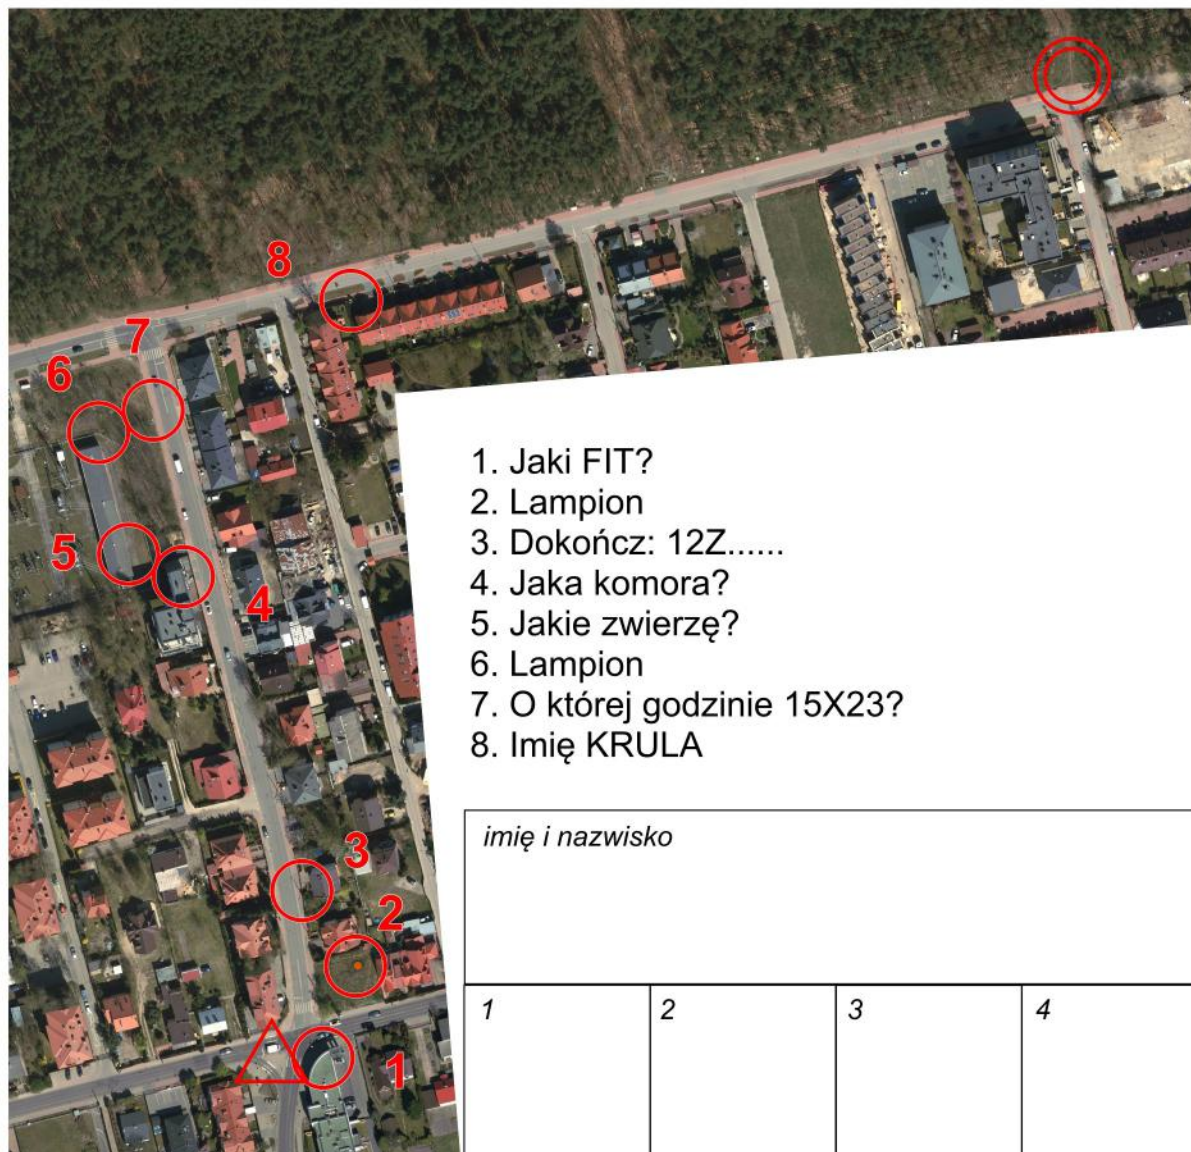 8
7
6
5
4
3
2
1
1. Jaki FIT?
2. Lampion
3. Dokończ: 12Z......
4. Jaka komora?
5. Jakie zwierzę?
6. Lampion
7. O której godzinie 15X23?
8. Imię KRULA
imię i nazwisko
1
2
3
4